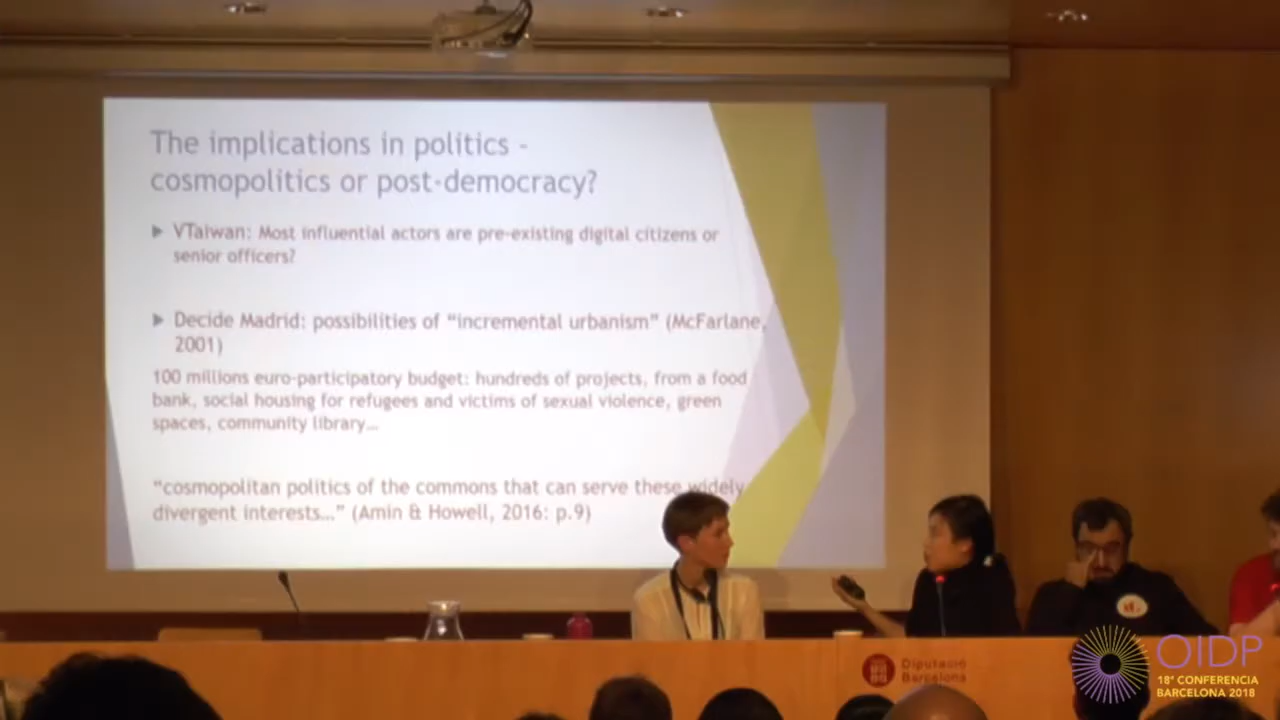 The implications in politics -
cosmopolitics or post-democracy?
VTaiwan: Most influential actors are pre-existing digital citizens or
senior officers?
Decide Madrid: possibilities of “incremental urbanism” (McFarlane,
2001)
100 millions euro-participatory budget: hundreds of projects, from a food
bank, social housing for refugees and victims of sexual violence, green
spaces, community library…
“cosmopolitan politics of the commons that can serve these widely
divergent interests…” (Amin & Howell, 2016: p.9)
Diputació
Barcelona
OIDP
18ª CONFERENCIA
BARCELONA 2018